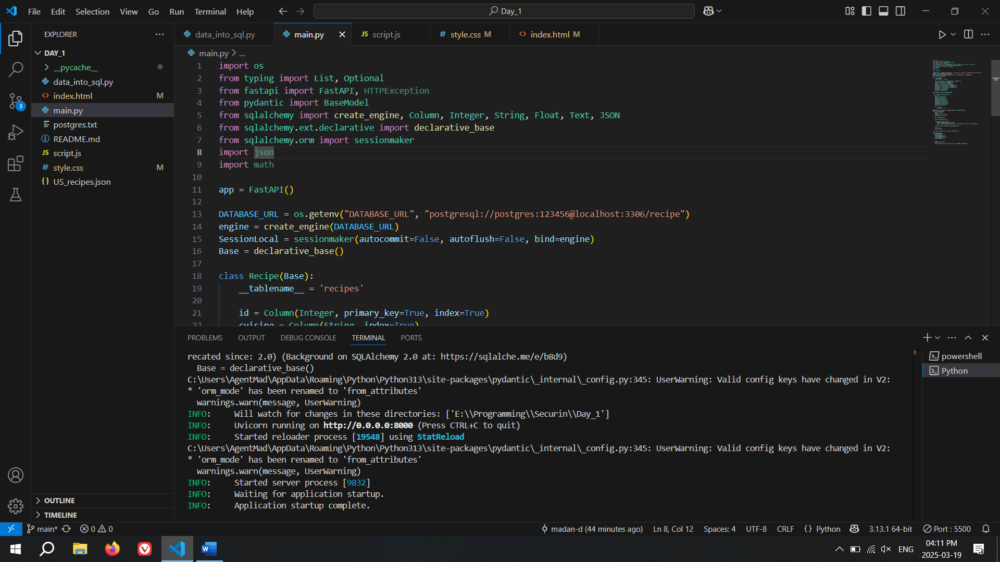 File Edit Selection View Go Run Terminal Help
Day_1
EXPLORER
DAY_1
__pycache__
data_into_sql.py
index.html M
main.py
postgres.txt
README.md
script.js
style.css M
US_recipes.json
OUTLINE
TIMELINE
data_into_sql.py
main.py
JS script.js
# style.css M
<> index.html M
main.py > ...
1 import os
2 from typing import List, Optional
3 from fastapi import FastAPI, HTTPException
4 from pydantic import BaseModel
5 from sqlalchemy import create_engine, Column, Integer, String, Float, Text, JSON
6 from sqlalchemy.ext.declarative import declarative_base
7 from sqlalchemy.orm import sessionmaker
8 import json
9 import math
10
11 app = FastAPI()
12
13 DATABASE_URL = os.getenv("DATABASE_URL", "postgresql://postgres:123456@localhost:3306/recipe")
14 engine = create_engine(DATABASE_URL)
15 SessionLocal = sessionmaker(autocommit=False, autoflush=False, bind=engine)
16 Base = declarative_base()
17
18 class Recipe(Base):
19 __tablename__ = 'recipes'
20
21 id = Column(Integer, primary_key=True, index=True)
22 cuisine = Column(String, index=True)
PROBLEMS OUTPUT DEBUG CONSOLE TERMINAL PORTS
recated since: 2.0) (Background on SQLAlchemy 2.0 at: https://sqlalche.me/e/b8d9)
Base = declarative_base()
C:\Users\AgentMad\AppData\Roaming\Python\Python313\site-packages\pydantic\_internal\_config.py:345: UserWarning: Valid config keys have changed in V2:
* 'orm_mode' has been renamed to 'from_attributes'
warnings.warn(message, UserWarning)
INFO: Will watch for changes in these directories: ['E:\\Programming\\Securin\\Day_1']
INFO: Uvicorn running on http://0.0.0.0:8000 (Press CTRL+C to quit)
INFO: Started reloader process [19548] using StatReload
C:\Users\AgentMad\AppData\Roaming\Python\Python313\site-packages\pydantic\_internal\_config.py:345: UserWarning: Valid config keys have changed in V2:
* 'orm_mode' has been renamed to 'from_attributes'
warnings.warn(message, UserWarning)
INFO: Started server process [9832]
INFO: Waiting for application startup.
INFO: Application startup complete.
powershell
Python
3
main* 0 0
madan-d (44 minutes ago) Ln 8, Col 12 Spaces: 4 UTF-8 CRLF {} Python 3.13.1 64-bit Port : 5500
ENG
04:11 PM
2025-03-19